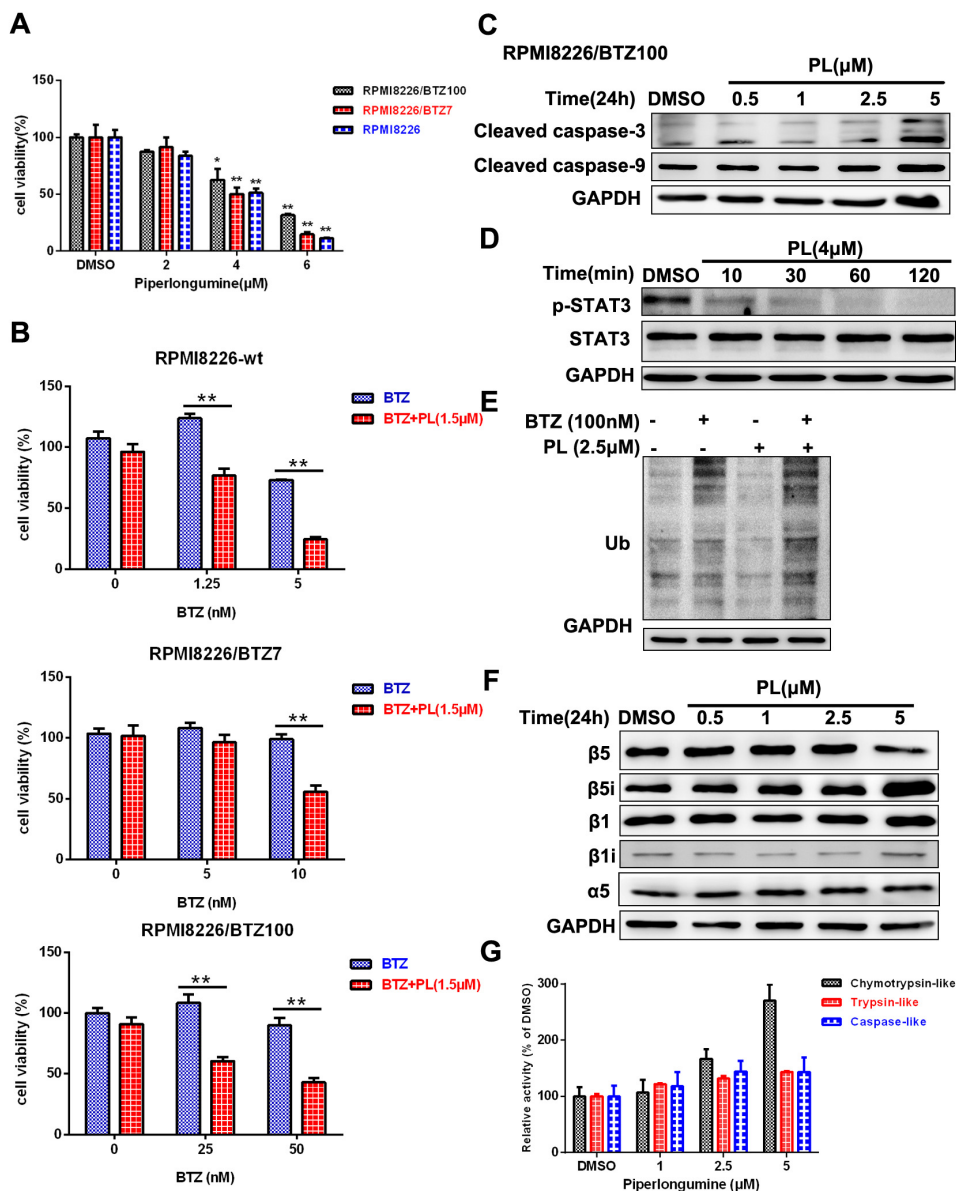 A
cell viability(%)
150
100
50
0
RPMI8226/BTZ100
RPMI8226/BTZ7
RPMI8226
* ** **
** ** **
DMSO 2 4 6
Piperlongumine(µM)
B
RPMI8226-wt
cell viability (%)
150
100
50
0
BTZ
BTZ+PL(1.5µM)
** **
0 1.25 5
BTZ (nM)
RPMI8226/BTZ7
cell viability (%)
150
100
50
0
BTZ
BTZ+PL(1.5µM)
**
0 5 10
BTZ (nM)
RPMI8226/BTZ100
cell viability (%)
150
100
50
0
BTZ
BTZ+PL(1.5µM)
** **
0 25 50
BTZ (nM)
C
RPMI8226/BTZ100
PL(µM)
Time(24h) DMSO 0.5 1 2.5 5
Cleaved caspase-3
Cleaved caspase-9
GAPDH
D
PL(4µM)
Time(min) DMSO 10 30 60 120
p-STAT3
STAT3
GAPDH
E
BTZ (100nM) - + - +
PL (2.5µM) - - + +
Ub
GAPDH
F
PL(µM)
Time(24h) DMSO 0.5 1 2.5 5
β5
β5i
β1
β1i
α5
GAPDH
G
Relative activity (% of DMSO)
300
200
100
0
Chymotrypsin-like
Trypsin-like
Caspase-like
DMSO 1 2.5 5
Piperlongumine (µM)